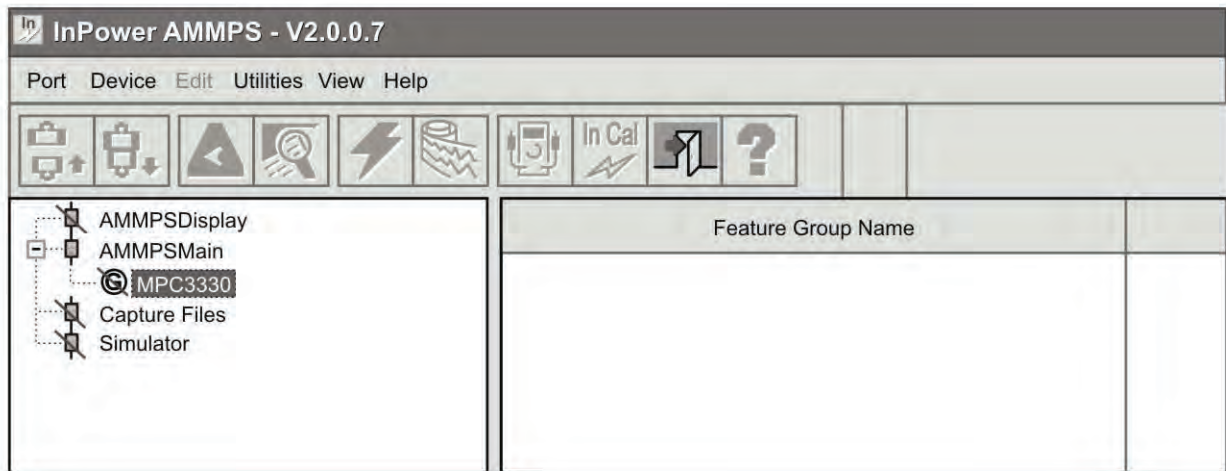 In InPower AMMPS - V2.0.0.7
Port Device Edit Utilities View Help
In Cal
?
AMMPSDisplay
AMMPSMain
G MPC3330
Capture Files
Simulator
Feature Group Name